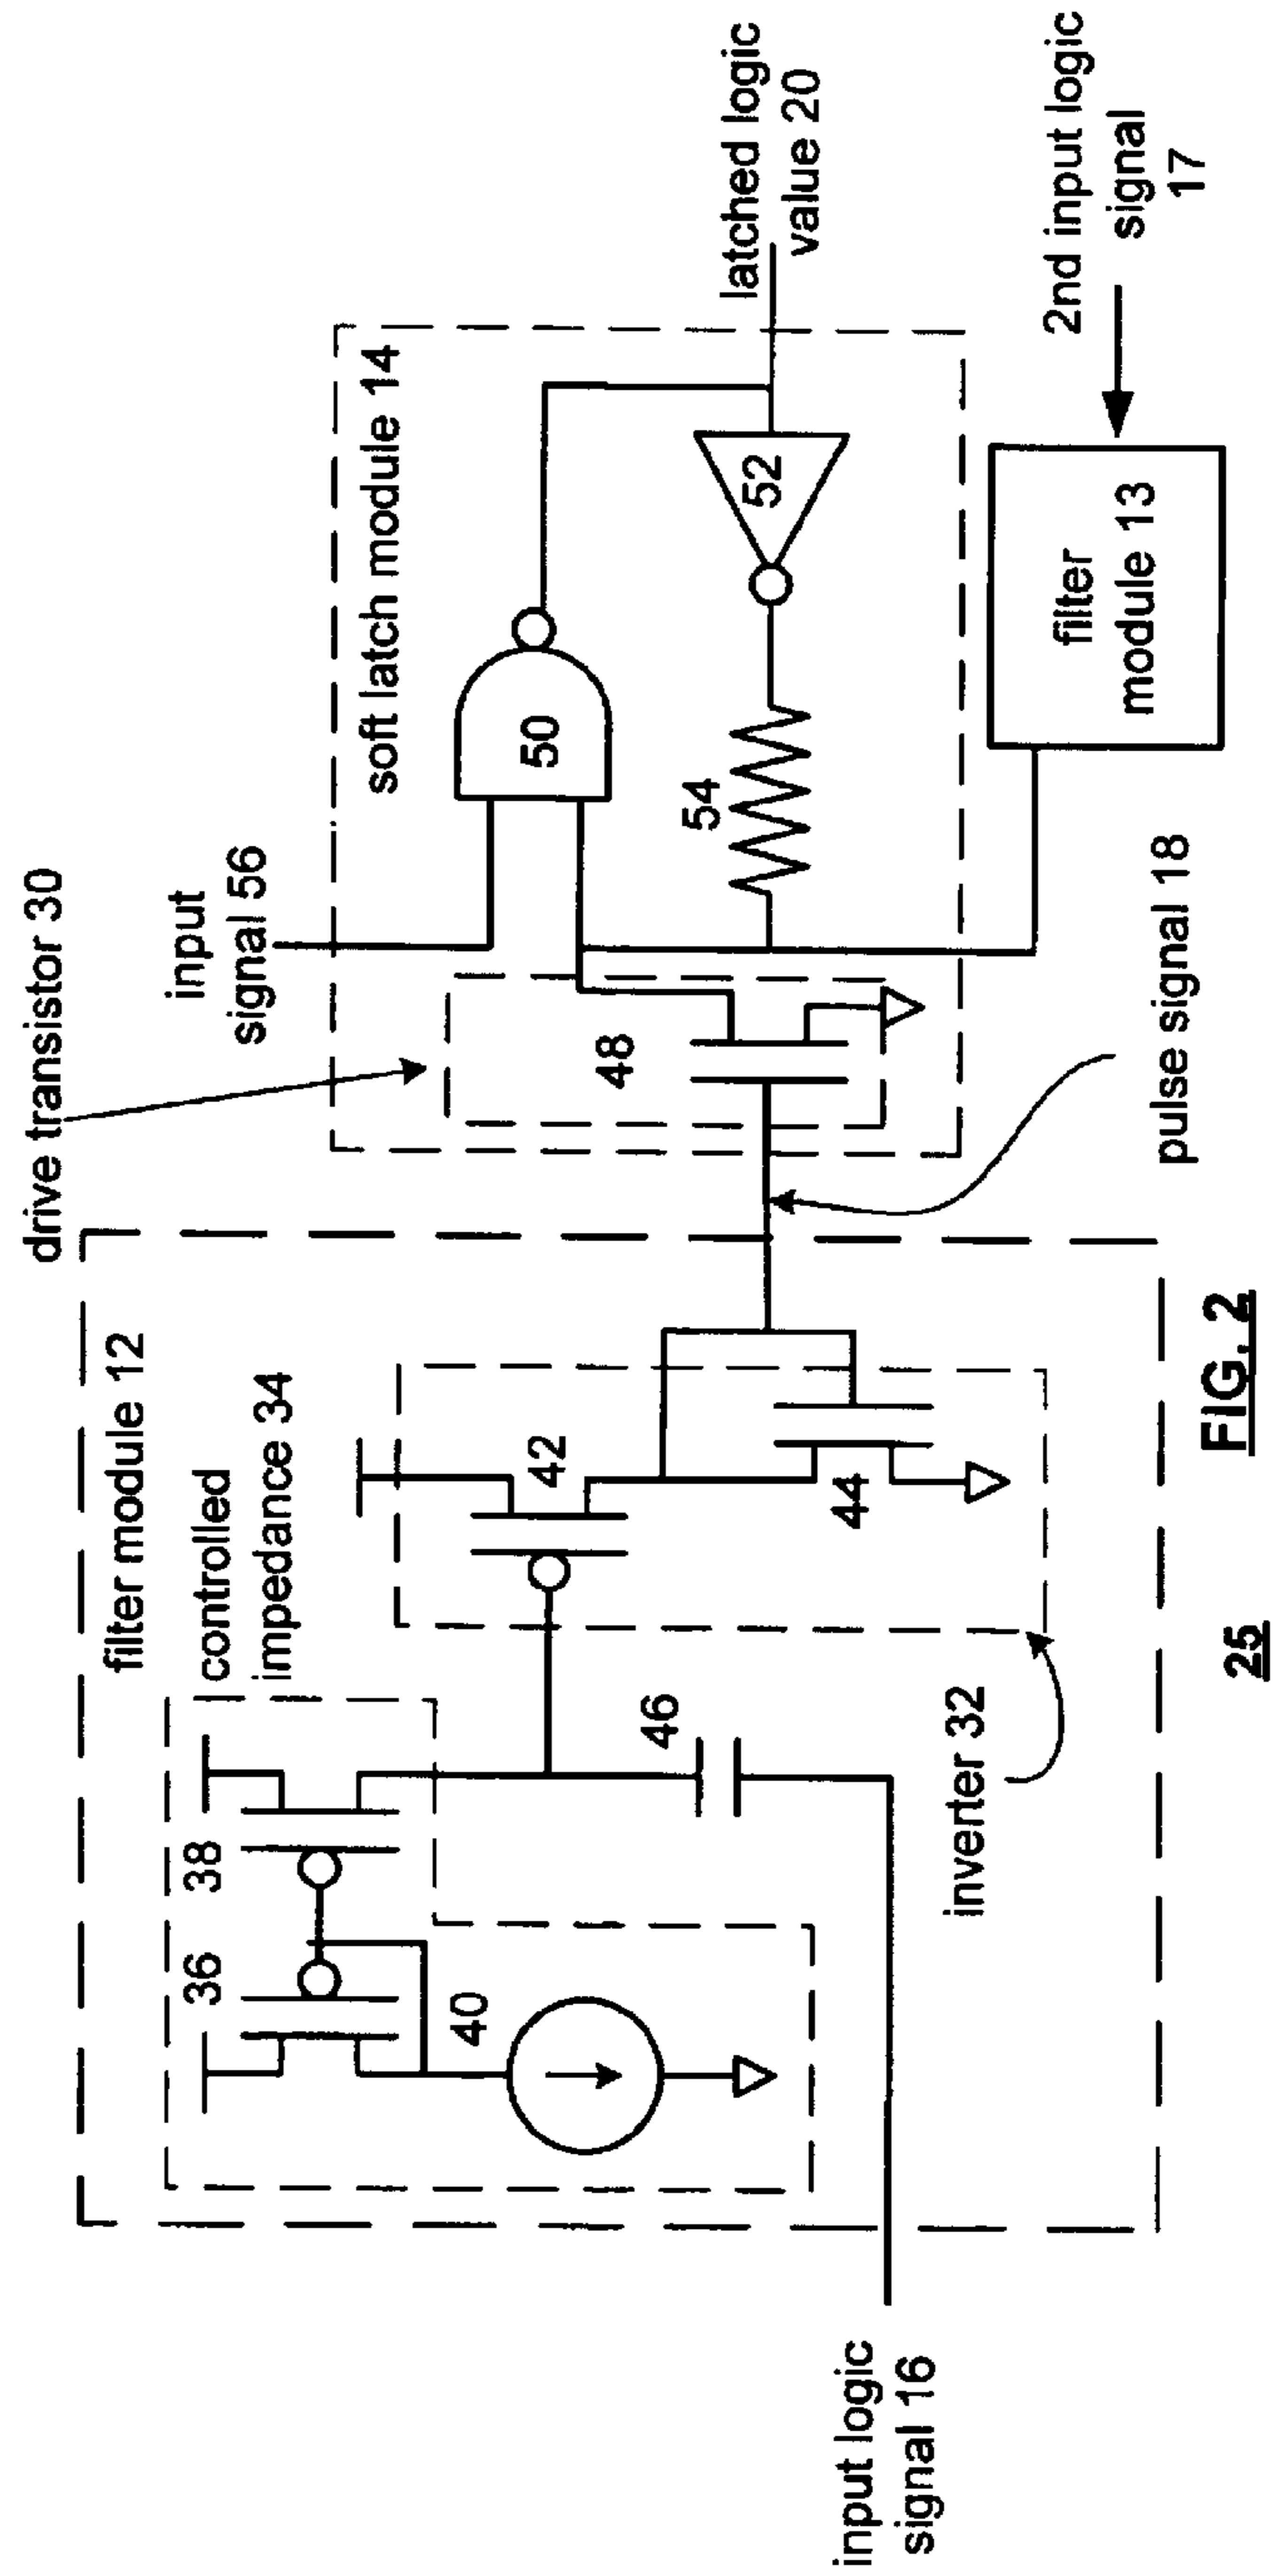 drive transistor 30
input
signal 56
soft latch module 14
filter module 12
controlled
impedance 34
36
38
40
42
44
46
48
50
52
54
latched logic
value 20
inverter 32
input logic
signal 16
pulse signal 18
filter
module 13
2nd input logic
signal
17
25
FIG. 2